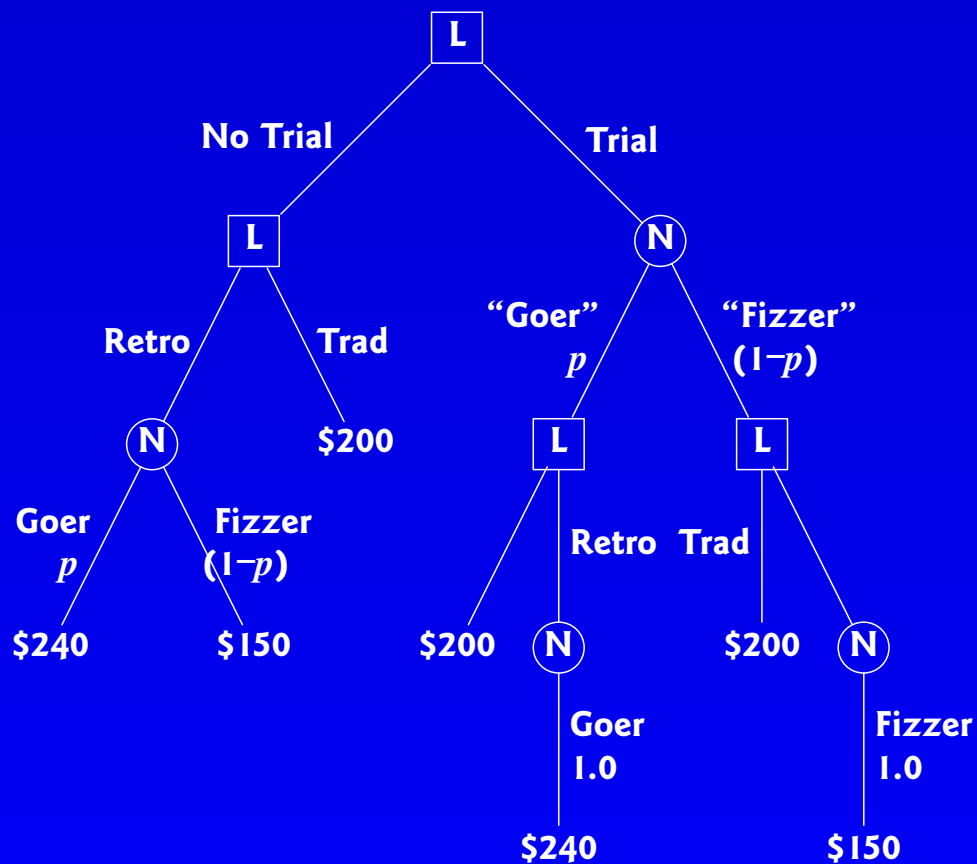 L
No Trial
Trial
L
N
Retro
Trad
“Goer”
p
“Fizzer”
(1–p)
N
$200
L
L
Goer
p
Fizzer
(1–p)
Retro
Trad
$240
$150
$200
N
$200
N
Goer
1.0
Fizzer
1.0
$240
$150